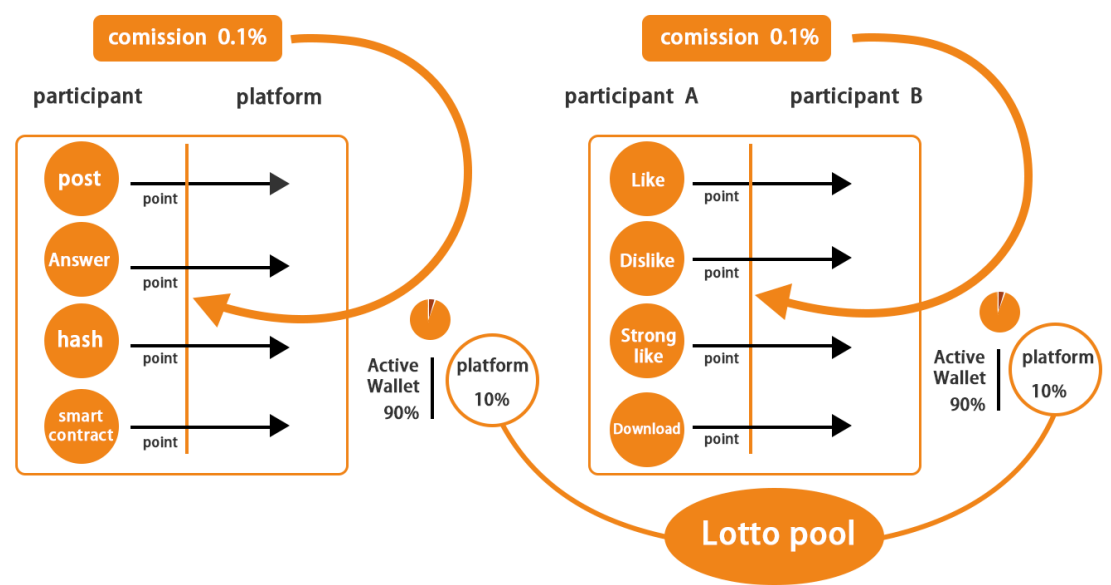 comission 0.1%
participant platform
post
point
Answer
point
hash
point
smart
contract
point
Active
Wallet
90%
platform
10%
comission 0.1%
participant A participant B
Like
point
Dislike
point
Strong
like
point
Download
point
Active
Wallet
90%
platform
10%
Lotto pool